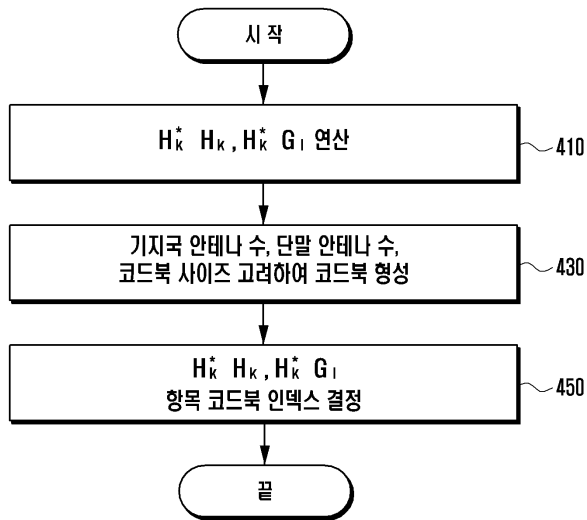 시 작
H*k Hk , H*k Gl 연산
410
기지국 안테나 수, 단말 안테나 수,
코드북 사이즈 고려하여 코드북 형성
430
H*k Hk , H*k Gl
항목 코드북 인덱스 결정
450
끝